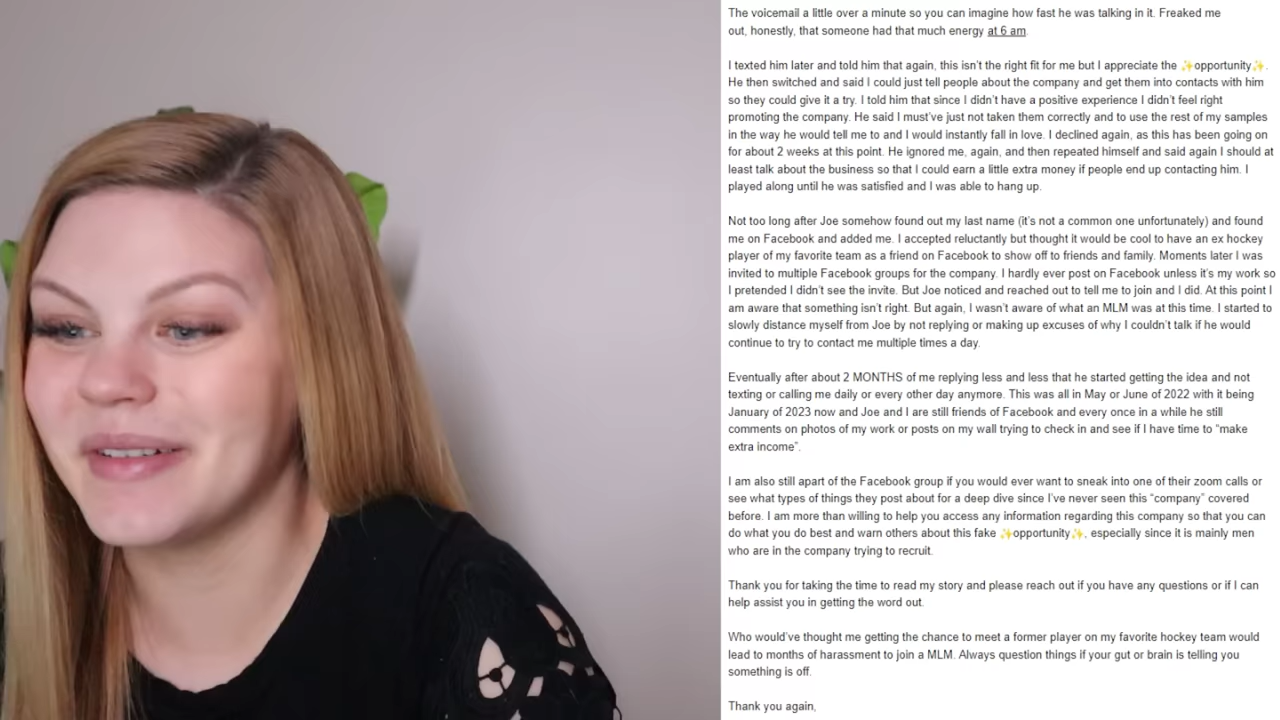 The voicemail a little over a minute so you can imagine how fast he was talking in it. Freaked me
out, honestly, that someone had that much energy at 6 am.
I texted him later and told him that again, this isn't the right fit for me but I appreciate the ✨opportunity✨.
He then switched and said I could just tell people about the company and get them into contacts with him
so they could give it a try. I told him that since I didn't have a positive experience I didn't feel right
promoting the company. He said I must've just not taken them correctly and to use the rest of my samples
in the way he would tell me to and I would instantly fall in love. I declined again, as this has been going on
for about 2 weeks at this point. He ignored me, again, and then repeated himself and said again I should at
least talk about the business so that I could earn a little extra money if people end up contacting him. I
played along until he was satisfied and I was able to hang up.
Not too long after Joe somehow found out my last name (it's not a common one unfortunately) and found
me on Facebook and added me. I accepted reluctantly but thought it would be cool to have an ex hockey
player of my favorite team as a friend on Facebook to show off to friends and family. Moments later I was
invited to multiple Facebook groups for the company. I hardly ever post on Facebook unless it's my work so
I pretended I didn't see the invite. But Joe noticed and reached out to tell me to join and I did. At this point I
am aware that something isn't right. But again, I wasn't aware of what an MLM was at this time. I started to
slowly distance myself from Joe by not replying or making up excuses of why I couldn't talk if he would
continue to try to contact me multiple times a day.
Eventually after about 2 MONTHS of me replying less and less that he started getting the idea and not
texting or calling me daily or every other day anymore. This was all in May or June of 2022 with it being
January of 2023 now and Joe and I are still friends of Facebook and every once in a while he still
comments on photos of my work or posts on my wall trying to check in and see if I have time to “make
extra income”.
I am also still apart of the Facebook group if you would ever want to sneak into one of their zoom calls or
see what types of things they post about for a deep dive since I've never seen this “company” covered
before. I am more than willing to help you access any information regarding this company so that you can
do what you do best and warn others about this fake ✨opportunity✨, especially since it is mainly men
who are in the company trying to recruit.
Thank you for taking the time to read my story and please reach out if you have any questions or if I can
help assist you in getting the word out.
Who would've thought me getting the chance to meet a former player on my favorite hockey team would
lead to months of harassment to join a MLM. Always question things if your gut or brain is telling you
something is off.
Thank you again,